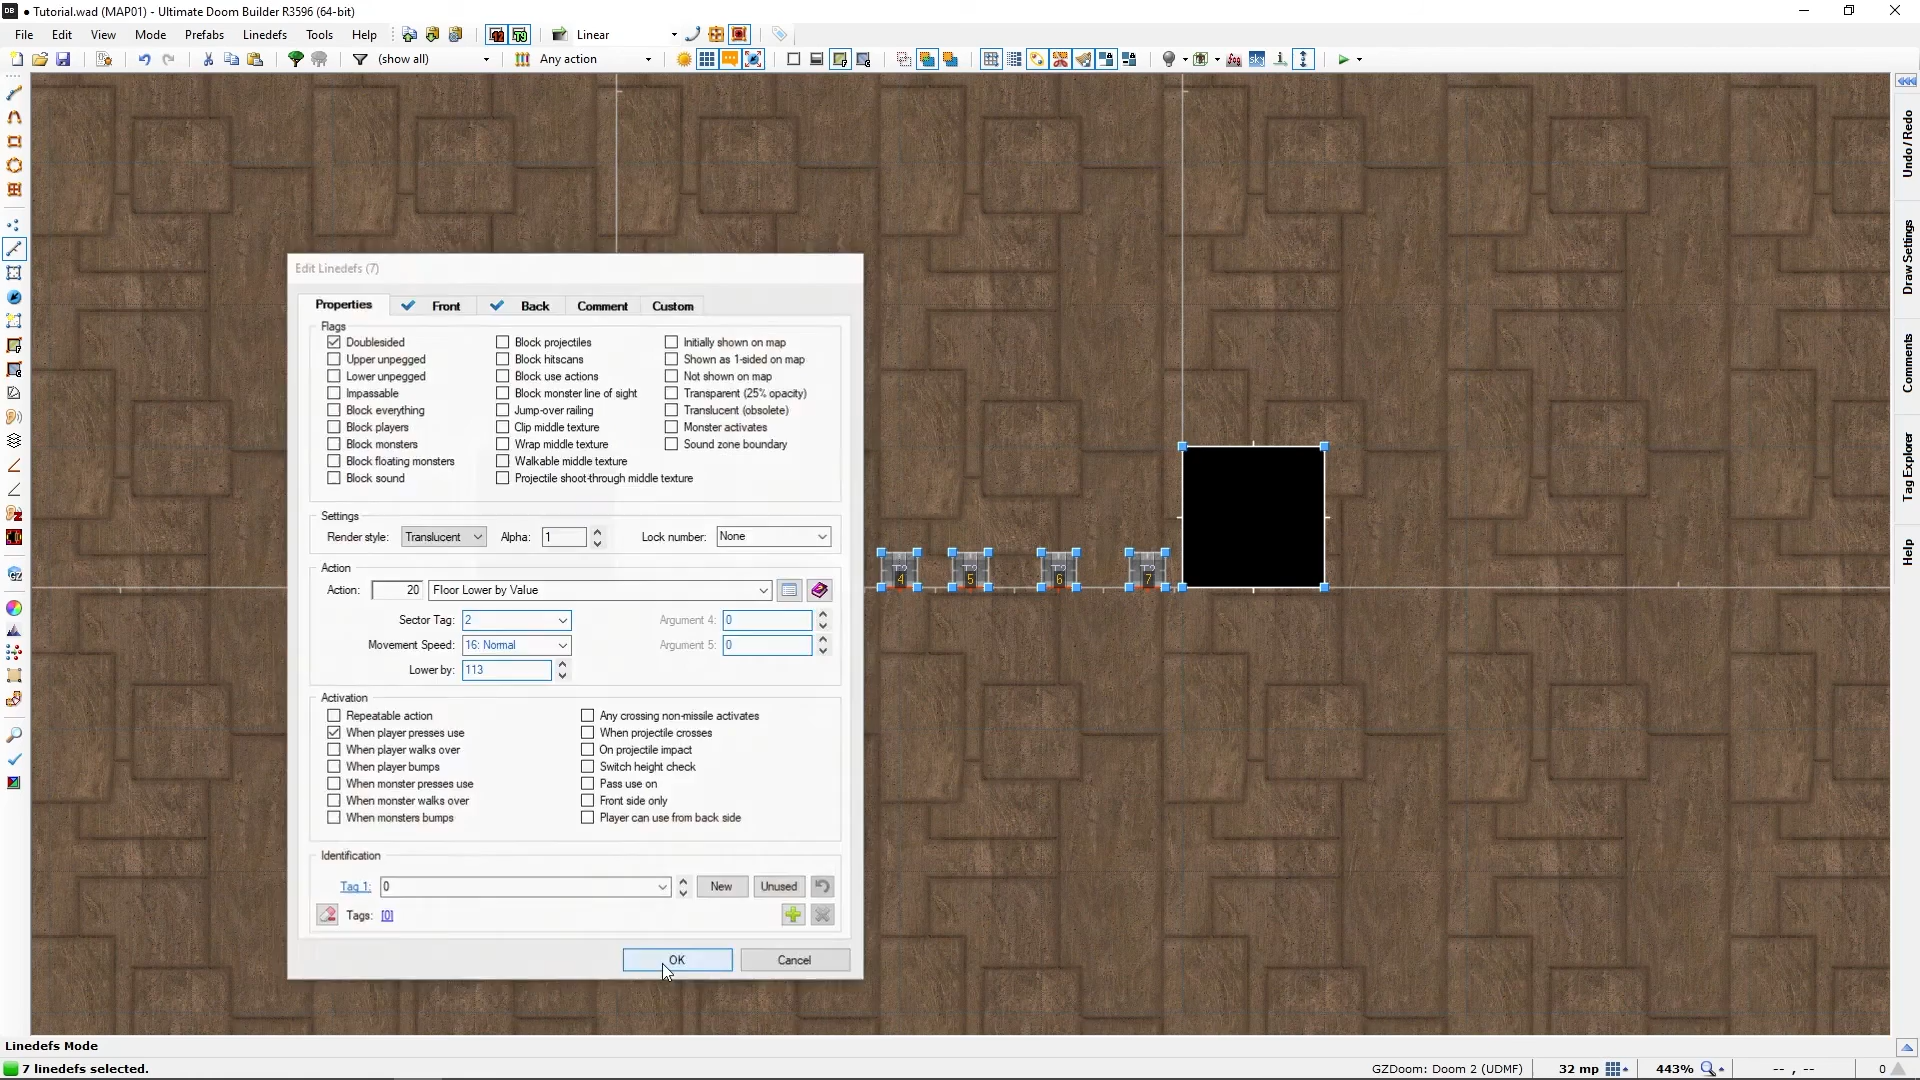 Tutorial.wad (MAP01) - Ultimate Doom Builder R3596 (64-bit)
File Edit View Mode Prefabs Linedefs Tools Help Linear
(show all) Any action
Undo / Redo
Draw Settings
Comments
Tag Explorer
Help
Edit Linedefs (7)
Properties Front Back Comment Custom
Flags
Doublesided Block projectiles Initially shown on map
Upper unpegged Block hitscans Shown as 1-sided on map
Lower unpegged Block use actions Not shown on map
Impassable Block monster line of sight Transparent (25% opacity)
Block everything Jump-over railing Translucent (obsolete)
Block players Clip middle texture Monster activates
Block monsters Wrap middle texture Sound zone boundary
Block floating monsters Walkable middle texture
Block sound Projectile shoot-through middle texture
Settings
Render style: Translucent Alpha: 1 Lock number: None
Action
Action: 20 Floor Lower by Value
Sector Tag: 2 Argument 4: 0
Movement Speed: 16: Normal Argument 5: 0
Lower by: 113
Activation
Repeatable action Any crossing non-missile activates
When player presses use When projectile crosses
When player walks over On projectile impact
When player bumps Switch height check
When monster presses use Pass use on
When monster walks over Front side only
When monsters bumps Player can use from back side
Identification
Tag 1: 0 New Unused
Tags: [0]
OK Cancel
4 5 6 7
Linedefs Mode
7 linedefs selected. GZDoom: Doom 2 (UDMF) 32 mp 443% -- , -- 0